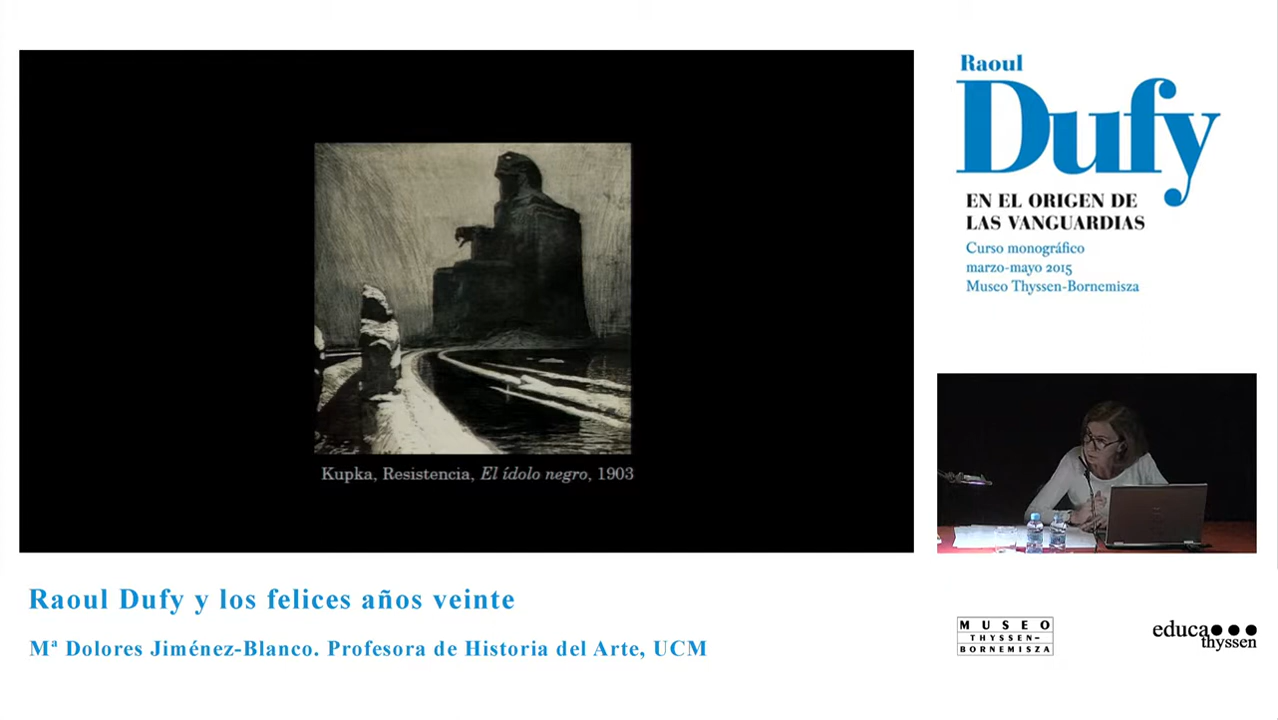 Raoul
Dufy
EN EL ORIGEN DE
LAS VANGUARDIAS
Curso monográfico
marzo-mayo 2015
Museo Thyssen-Bornemisza
Kupka, Resistencia, El ídolo negro, 1903
Raoul Dufy y los felices años veinte
Mª Dolores Jiménez-Blanco. Profesora de Historia del Arte, UCM
MUSEO
THYSSEN-
BORNEMISZA
educa
thyssen